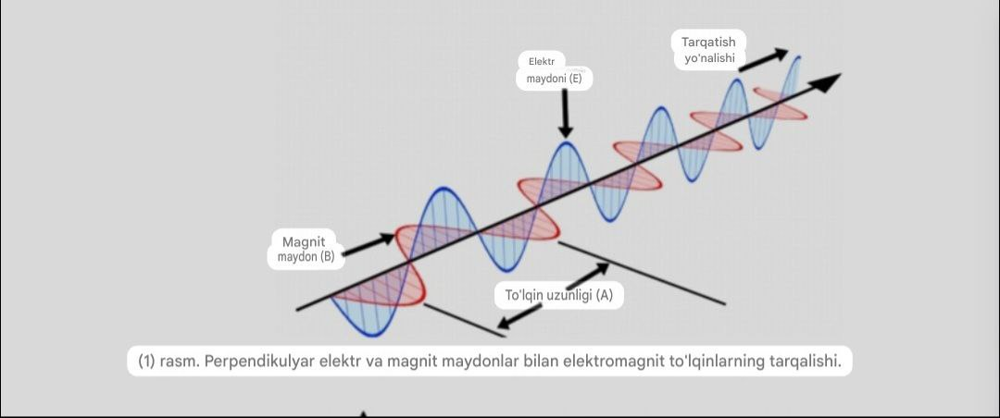 Tarqatish
yo'nalishi
Elektr
maydoni (E)
Magnit
maydon (B)
To'lqin uzunligi (A)
(1) rasm. Perpendikulyar elektr va magnit maydonlar bilan elektromagnit to'lqinlarning tarqalishi.